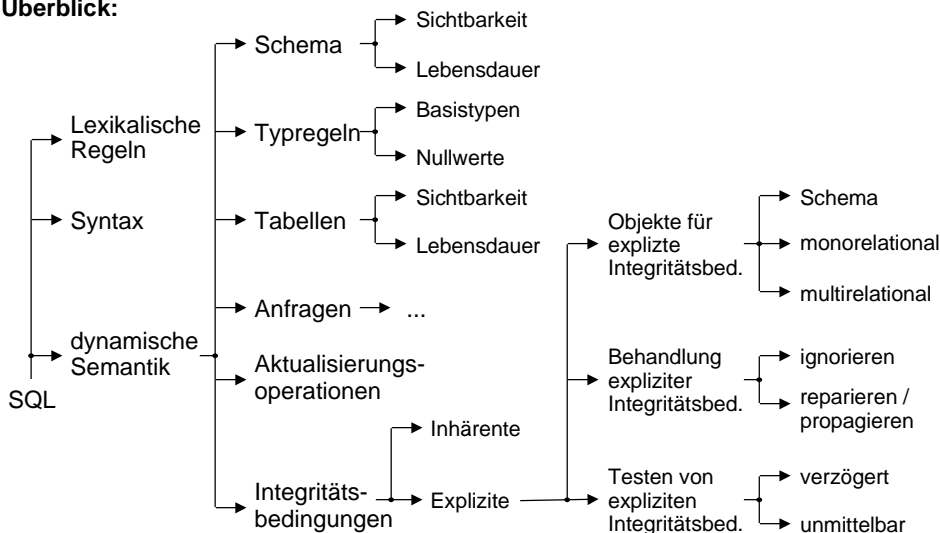 Überblick:
Sichtbarkeit
Schema
Lebensdauer
Lexikalische
Regeln
Basistypen
Typregeln
Nullwerte
Syntax
Sichtbarkeit
Tabellen
Lebensdauer
Objekte für
explizte
Integritätsbed.
Schema
monorelational
multirelational
Anfragen
...
dynamische
Semantik
SQL
Aktualisierungs-
operationen
Behandlung
expliziter
Integritätsbed.
ignorieren
reparieren /
propagieren
Inhärente
Integritäts-
bedingungen
Explizite
Testen von
expliziten
Integritätsbed.
verzögert
unmittelbar